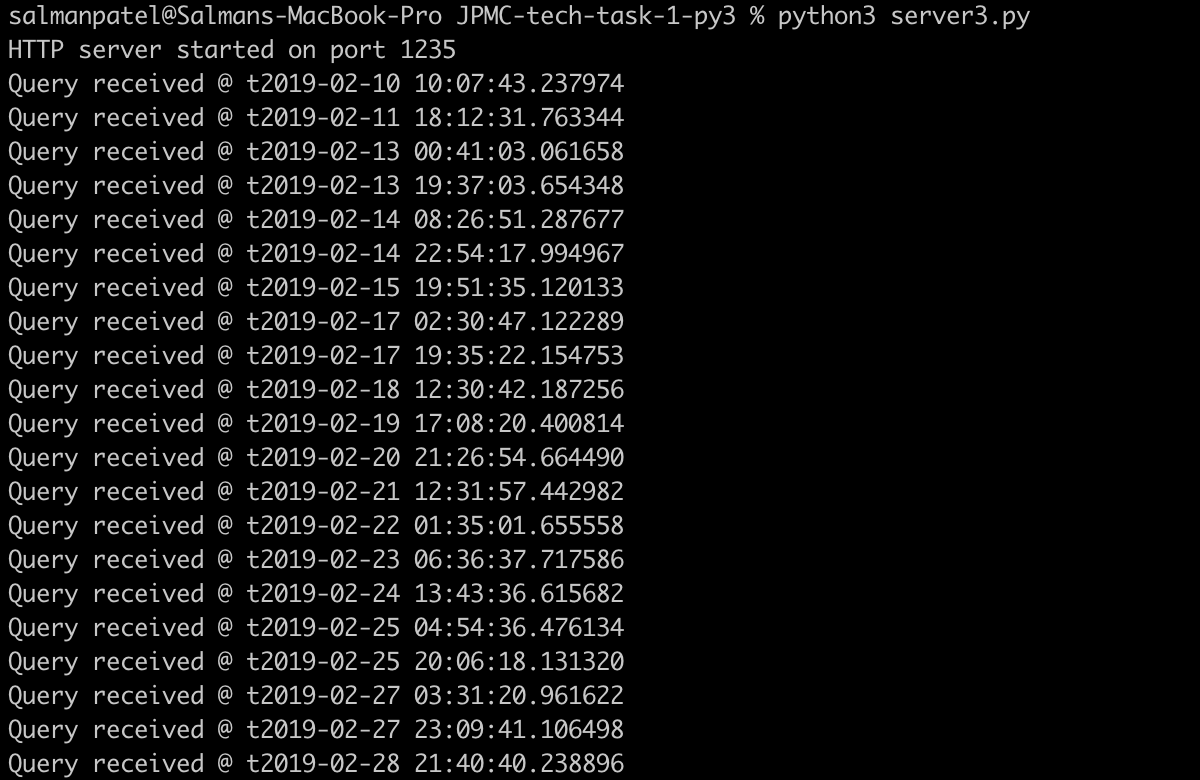 salmanpatel@Salmans-MacBook-Pro JPMC-tech-task-1-py3 % python3 server3.py
HTTP server started on port 1235
Query received @ t2019-02-10 10:07:43.237974
Query received @ t2019-02-11 18:12:31.763344
Query received @ t2019-02-13 00:41:03.061658
Query received @ t2019-02-13 19:37:03.654348
Query received @ t2019-02-14 08:26:51.287677
Query received @ t2019-02-14 22:54:17.994967
Query received @ t2019-02-15 19:51:35.120133
Query received @ t2019-02-17 02:30:47.122289
Query received @ t2019-02-17 19:35:22.154753
Query received @ t2019-02-18 12:30:42.187256
Query received @ t2019-02-19 17:08:20.400814
Query received @ t2019-02-20 21:26:54.664490
Query received @ t2019-02-21 12:31:57.442982
Query received @ t2019-02-22 01:35:01.655558
Query received @ t2019-02-23 06:36:37.717586
Query received @ t2019-02-24 13:43:36.615682
Query received @ t2019-02-25 04:54:36.476134
Query received @ t2019-02-25 20:06:18.131320
Query received @ t2019-02-27 03:31:20.961622
Query received @ t2019-02-27 23:09:41.106498
Query received @ t2019-02-28 21:40:40.238896